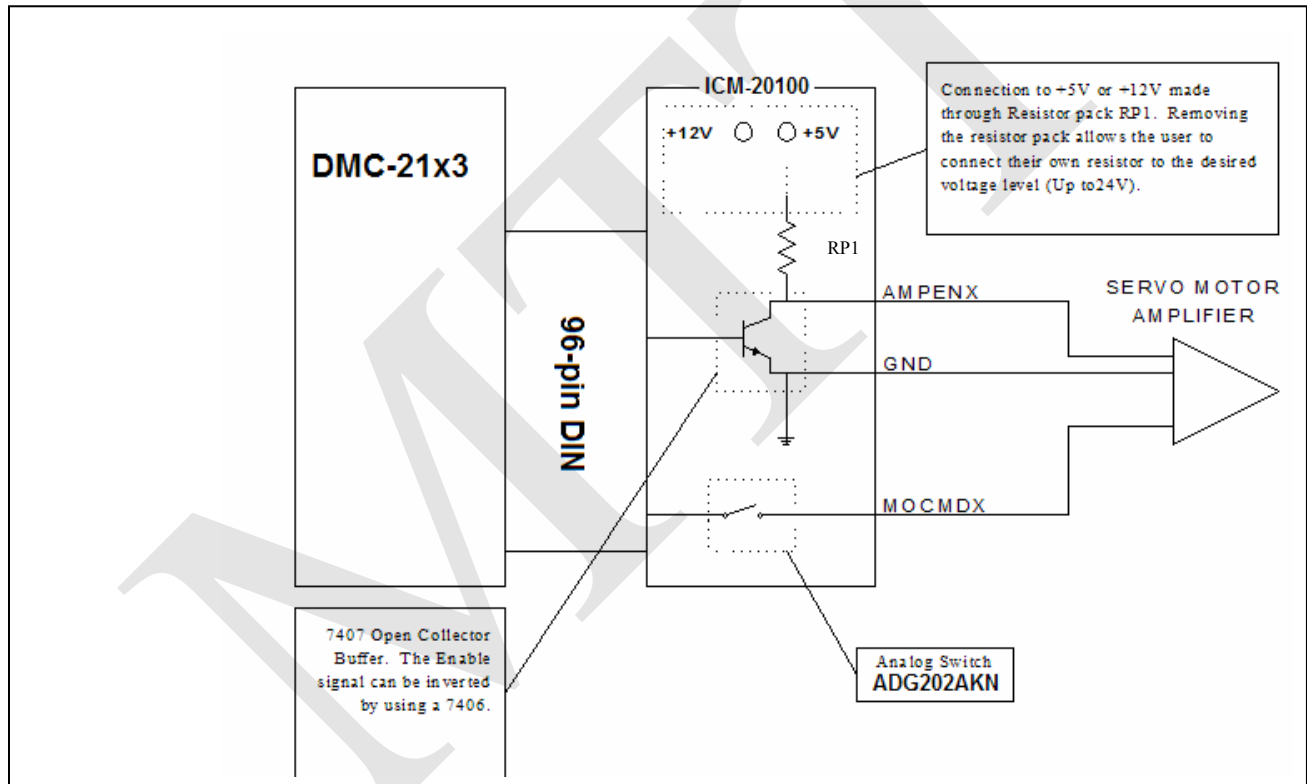 ICM-20100
+12V
+5V
DMC-21x3
Connection to +5V or +12V made
through Resistor pack RP1. Removing
the resistor pack allows the user to
connect their own resistor to the desired
voltage level (Up to24V).
RP1
AMPENX
SERVO MOTOR
AMPLIFIER
96-pin DIN
GND
MOCMDX
7407 Open Collector
Buffer. The Enable
signal can be inverted
by using a 7406.
Analog Switch
ADG202AKN
MTT